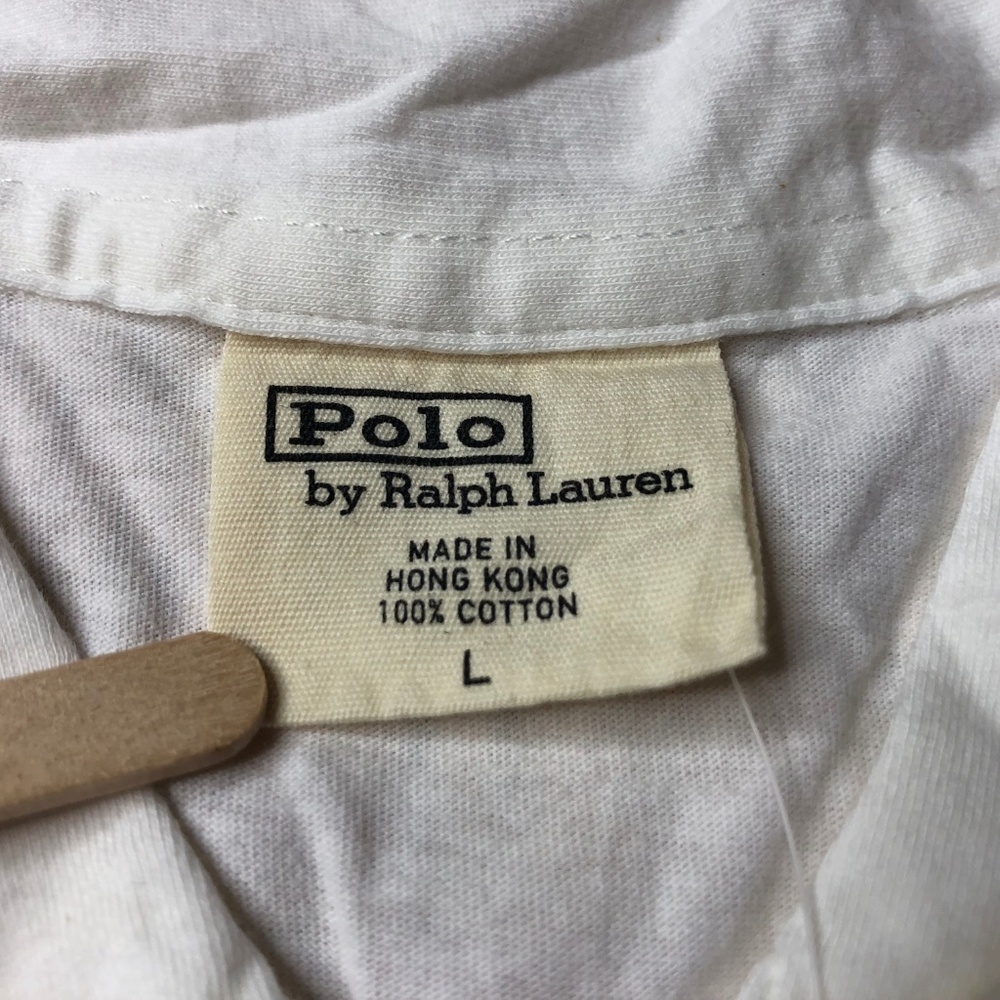 Polo
by Ralph Lauren
MADE IN
HONG KONG
100% COTTON
L